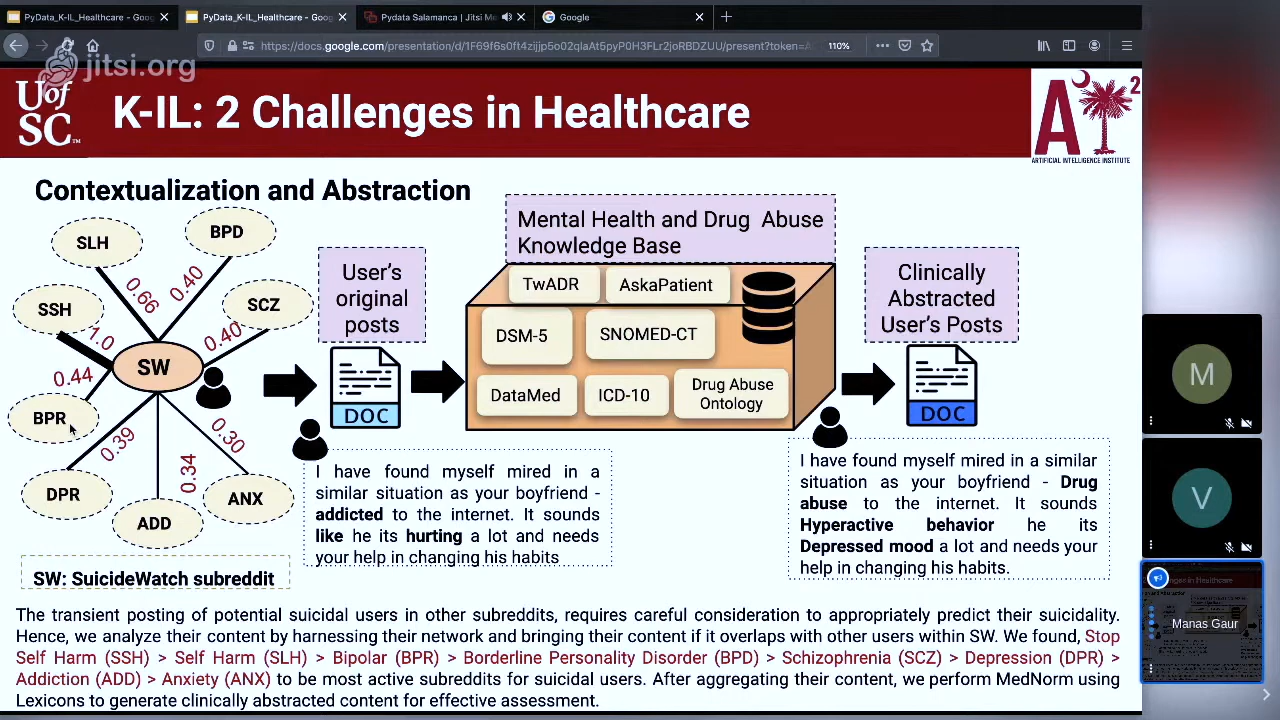 PyData_K-IL_Healthcare - Goog
PyData_K-IL_Healthcare - Goog
Pydata Salamanca | Jitsi Me
Google
https://docs.google.com/presentation/d/1F69f6s0ft4zijjp5o02qlaAt5pyP0H3FLr2joRBDZUU/present?token=A
110%
jitsi.org
UofSC
K-IL: 2 Challenges in Healthcare
A 2
ARTIFICIAL INTELLIGENCE INSTITUTE
Contextualization and Abstraction
SLH
BPD
SSH
SCZ
SW
BPR
DPR
ADD
ANX
0.66
0.40
1.0
0.40
0.44
0.39
0.34
0.30
SW: SuicideWatch subreddit
User's
original
posts
DOC
Mental Health and Drug Abuse
Knowledge Base
TwADR
AskaPatient
DSM-5
SNOMED-CT
DataMed
ICD-10
Drug Abuse
Ontology
Clinically
Abstracted
User's Posts
DOC
I have found myself mired in a
similar situation as your boyfriend -
addicted to the internet. It sounds
like he its hurting a lot and needs
your help in changing his habits
I have found myself mired in a similar
situation as your boyfriend - Drug
abuse to the internet. It sounds
Hyperactive behavior he its
Depressed mood a lot and needs your
help in changing his habits.
The transient posting of potential suicidal users in other subreddits, requires careful consideration to appropriately predict their suicidality.
Hence, we analyze their content by harnessing their network and bringing their content if it overlaps with other users within SW. We found, Stop
Self Harm (SSH) > Self Harm (SLH) > Bipolar (BPR) > Borderline Personality Disorder (BPD) > Schizophrenia (SCZ) > Depression (DPR) >
Addiction (ADD) > Anxiety (ANX) to be most active subreddits for suicidal users. After aggregating their content, we perform MedNorm using
Lexicons to generate clinically abstracted content for effective assessment.
M
V
Manas Gaur